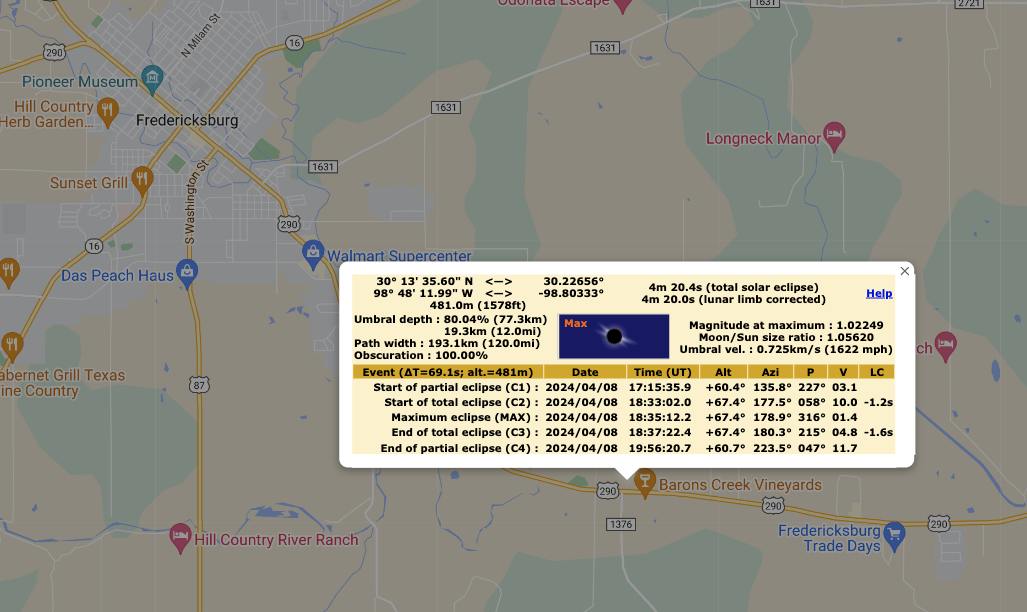 Odonata Escape
1631
2721
N Milam St
16
290
1631
Pioneer Museum
Hill Country
Herb Garden...
1631
Fredericksburg
Longneck Manor
1631
Sunset Grill
S Washington St
290
16
Walmart Supercenter
Das Peach Haus
30° 13' 35.60" N <—> 30.22656°
98° 48' 11.99" W <—> -98.80333°
481.0m (1578ft)
4m 20.4s (total solar eclipse)
4m 20.0s (lunar limb corrected)
Help
Umbral depth : 80.04% (77.3km)
19.3km (12.0mi)
Path width : 193.1km (120.0mi)
Obscuration : 100.00%
Max
Magnitude at maximum : 1.02249
Moon/Sun size ratio : 1.05620
Umbral vel. : 0.725km/s (1622 mph)
Event (ΔT=69.1s; alt.=481m) Date Time (UT) Alt Azi P V LC
Start of partial eclipse (C1) : 2024/04/08 17:15:35.9 +60.4° 135.8° 227° 03.1
Start of total eclipse (C2) : 2024/04/08 18:33:02.0 +67.4° 177.5° 058° 10.0 -1.2s
Maximum eclipse (MAX) : 2024/04/08 18:35:12.2 +67.4° 178.9° 316° 01.4
End of total eclipse (C3) : 2024/04/08 18:37:22.4 +67.4° 180.3° 215° 04.8 -1.6s
End of partial eclipse (C4) : 2024/04/08 19:56:20.7 +60.7° 223.5° 047° 11.7
ch
abernet Grill Texas
ine Country
87
290
Barons Creek Vineyards
290
1376
290
Fredericksburg
Trade Days
Hill Country River Ranch